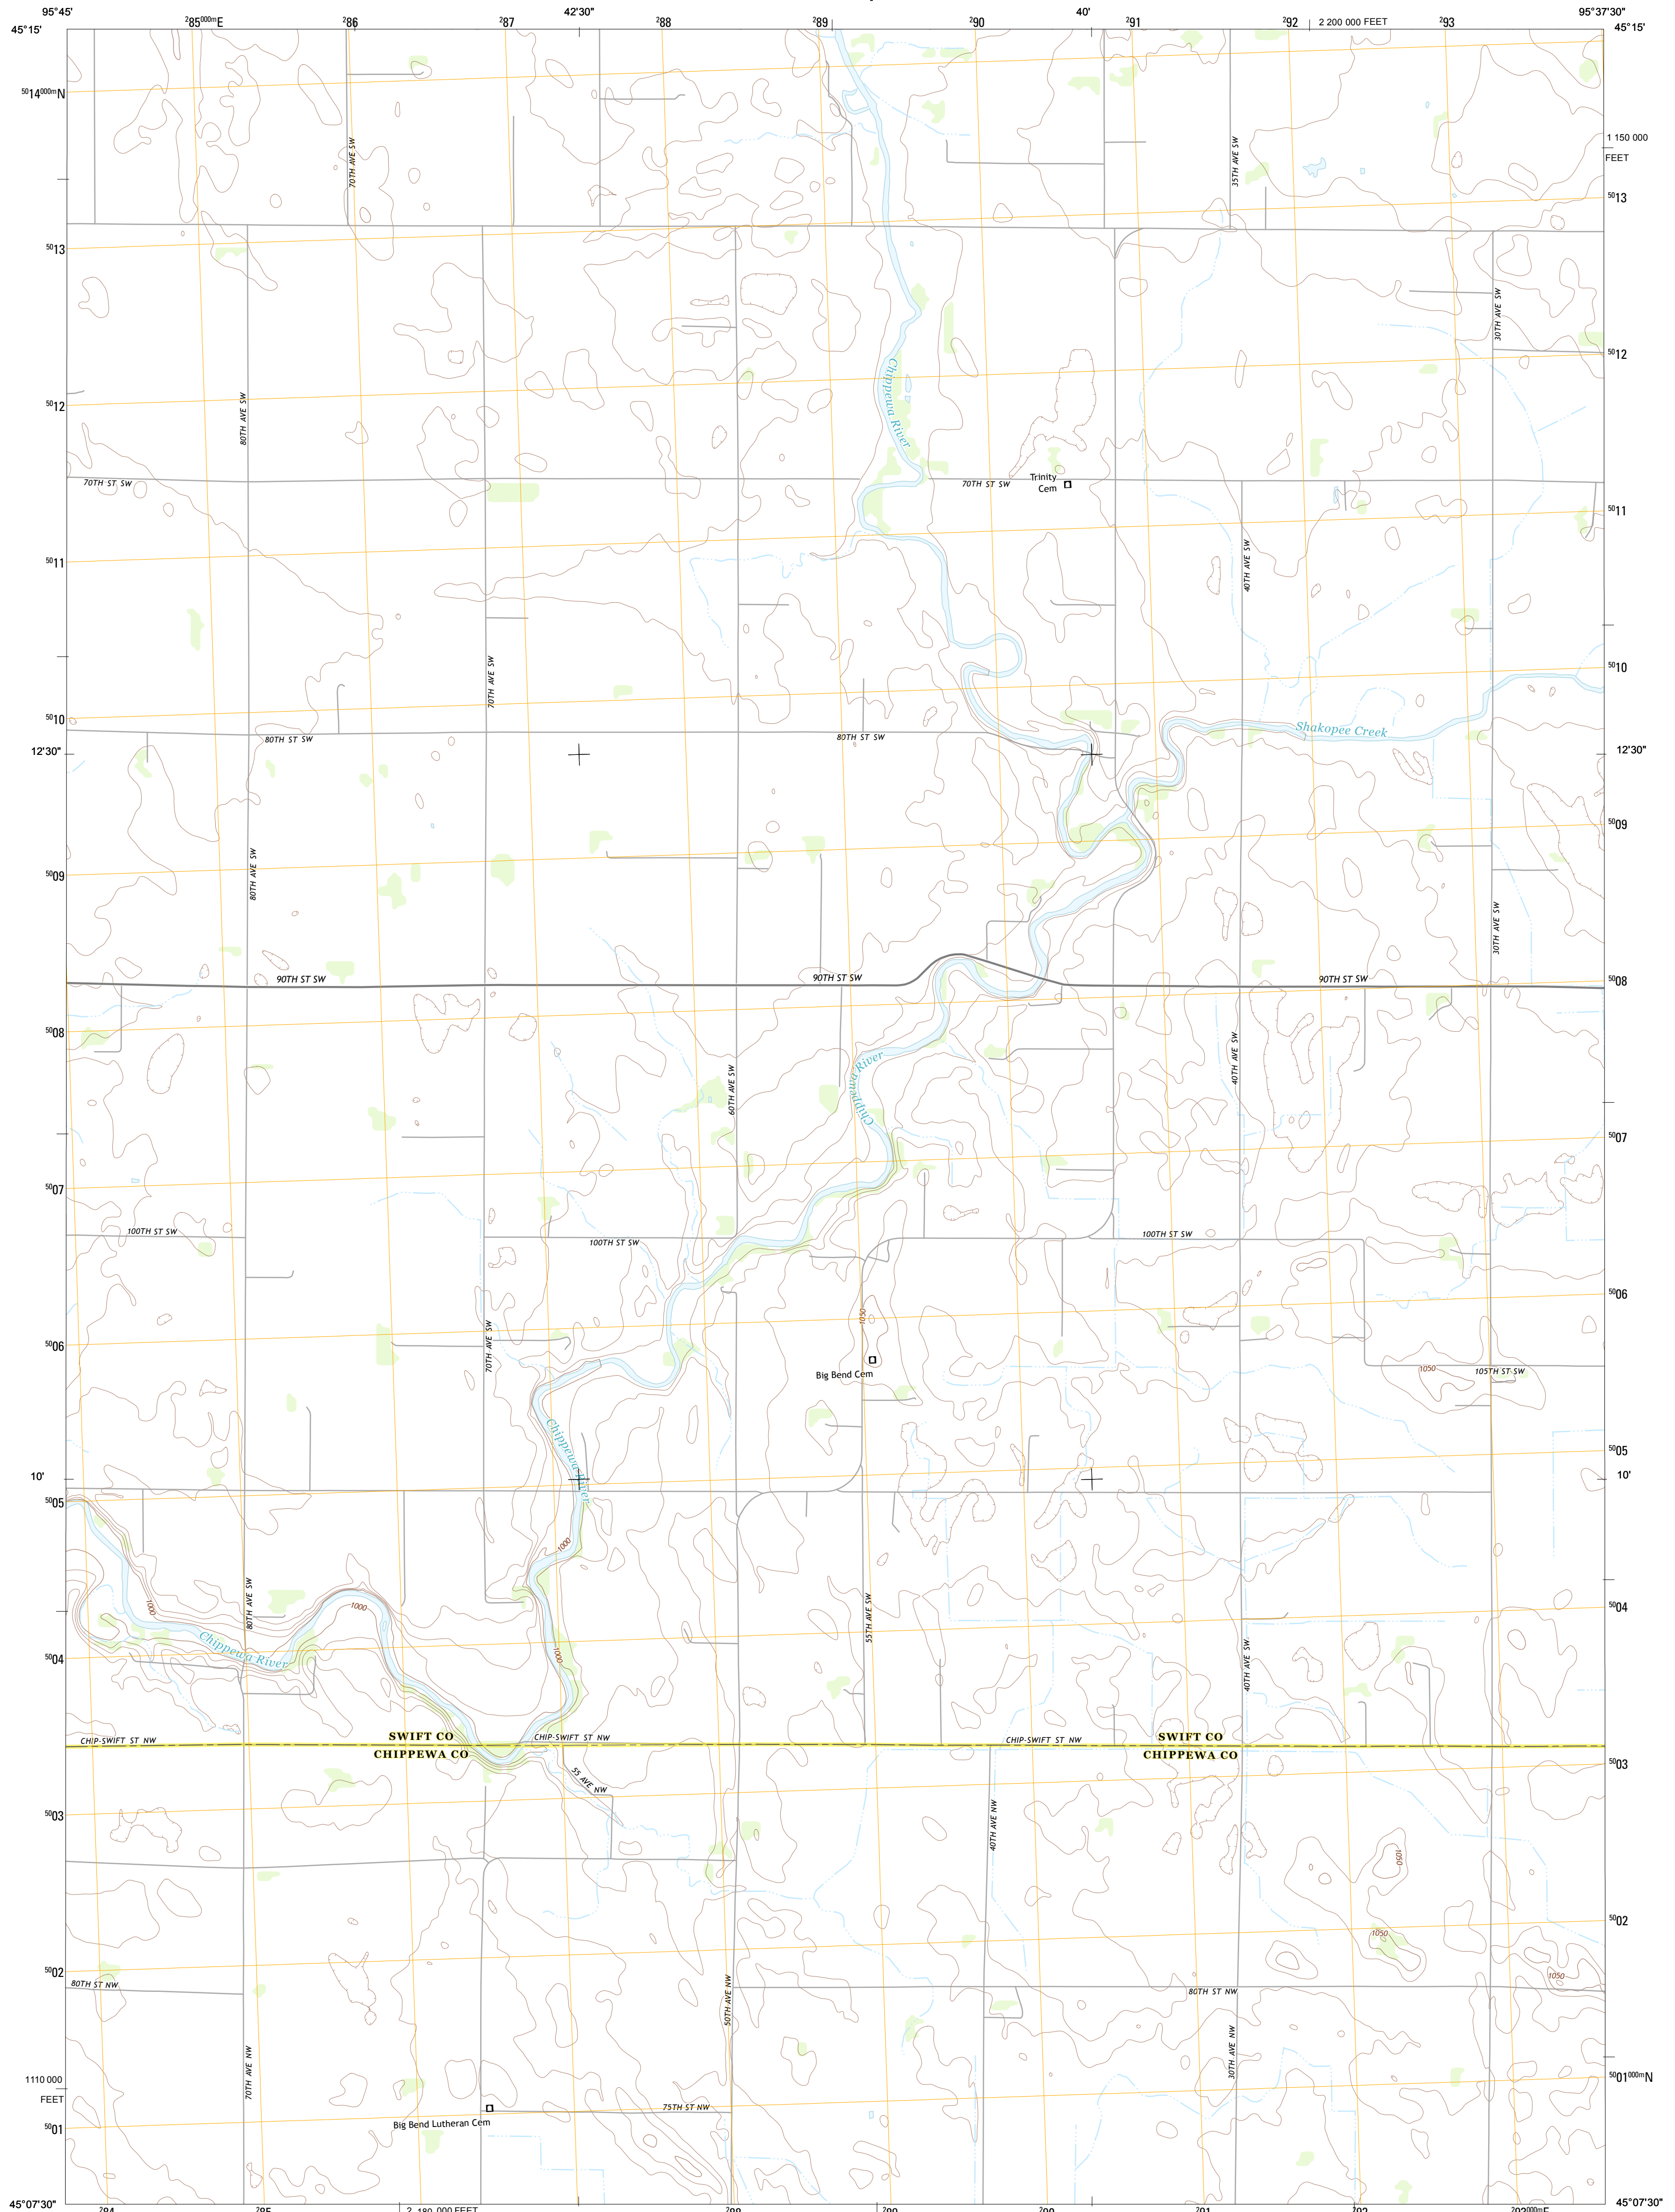 95°45' 42'30" 40' 95°37'30"
²85⁰⁰⁰ᵐE ²86 ²87 ²88 ²89 ²90 ²91 ²92 2 200 000 FEET ²93
45°15' 45°15'
⁵⁰14⁰⁰⁰ᵐN
1 150 000
FEET
70TH AVE SW
35TH AVE SW
⁵⁰13
⁵⁰13
30TH AVE SW
⁵⁰12
Chippewa River
⁵⁰12
80TH AVE SW
70TH ST SW
70TH ST SW
Trinity
Cem
⁵⁰11
⁵⁰11
40TH AVE SW
70TH AVE SW
⁵⁰10
⁵⁰10
Shakopee Creek
80TH ST SW
80TH ST SW
12'30" 12'30"
⁵⁰09
⁵⁰09
80TH AVE SW
30TH AVE SW
90TH ST SW
90TH ST SW
90TH ST SW
⁵⁰08
⁵⁰08
Chippewa River
60TH AVE SW
40TH AVE SW
⁵⁰07
⁵⁰07
100TH ST SW
100TH ST SW
100TH ST SW
⁵⁰06
1050
⁵⁰06
70TH AVE SW
Big Bend Cem
1050
105TH ST SW
Chippewa River
⁵⁰05
10' 10'
⁵⁰05
1000
80TH AVE SW
1000
1000
⁵⁰04
55TH AVE SW
Chippewa River
1000
⁵⁰04
40TH AVE SW
CHIP-SWIFT ST NW
SWIFT CO
CHIPPEWA CO
CHIP-SWIFT ST NW
CHIP-SWIFT ST NW
SWIFT CO
CHIPPEWA CO
⁵⁰03
55 AVE NW
⁵⁰03
40TH AVE NW
1050
⁵⁰02
1050
⁵⁰02
1050
80TH ST NW
50TH AVE NW
80TH ST NW
70TH AVE NW
30TH AVE NW
1110 000
FEET
⁵⁰01⁰⁰⁰ᵐN
75TH ST NW
Big Bend Lutheran Cem
⁵⁰01
45°07'30" 45°07'30"
²84 ²85 2 180 000 FEET ²88 ²89 ²90 ²91 ²92 ²93⁰⁰⁰ᵐE